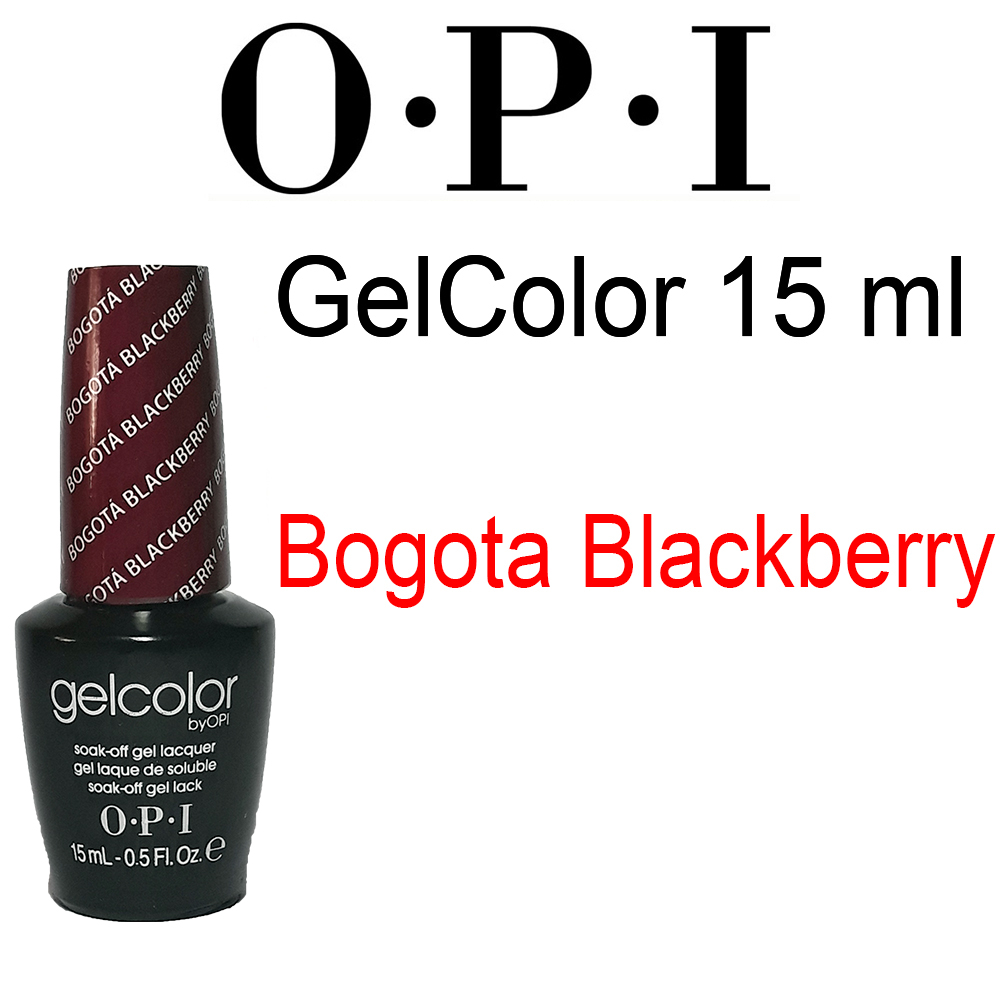 O·P·I
GelColor 15 ml
BOGOTÁ BLACKBERRY
BOGOTÁ BLACKBERRY
BOGOTÁ BLACKBERRY
Bogota Blackberry
gelcolor
byOPI
soak-off gel lacquer
gel laque de soluble
soak-off gel lack
O·P·I
15 mL - 0.5 Fl. Oz. e